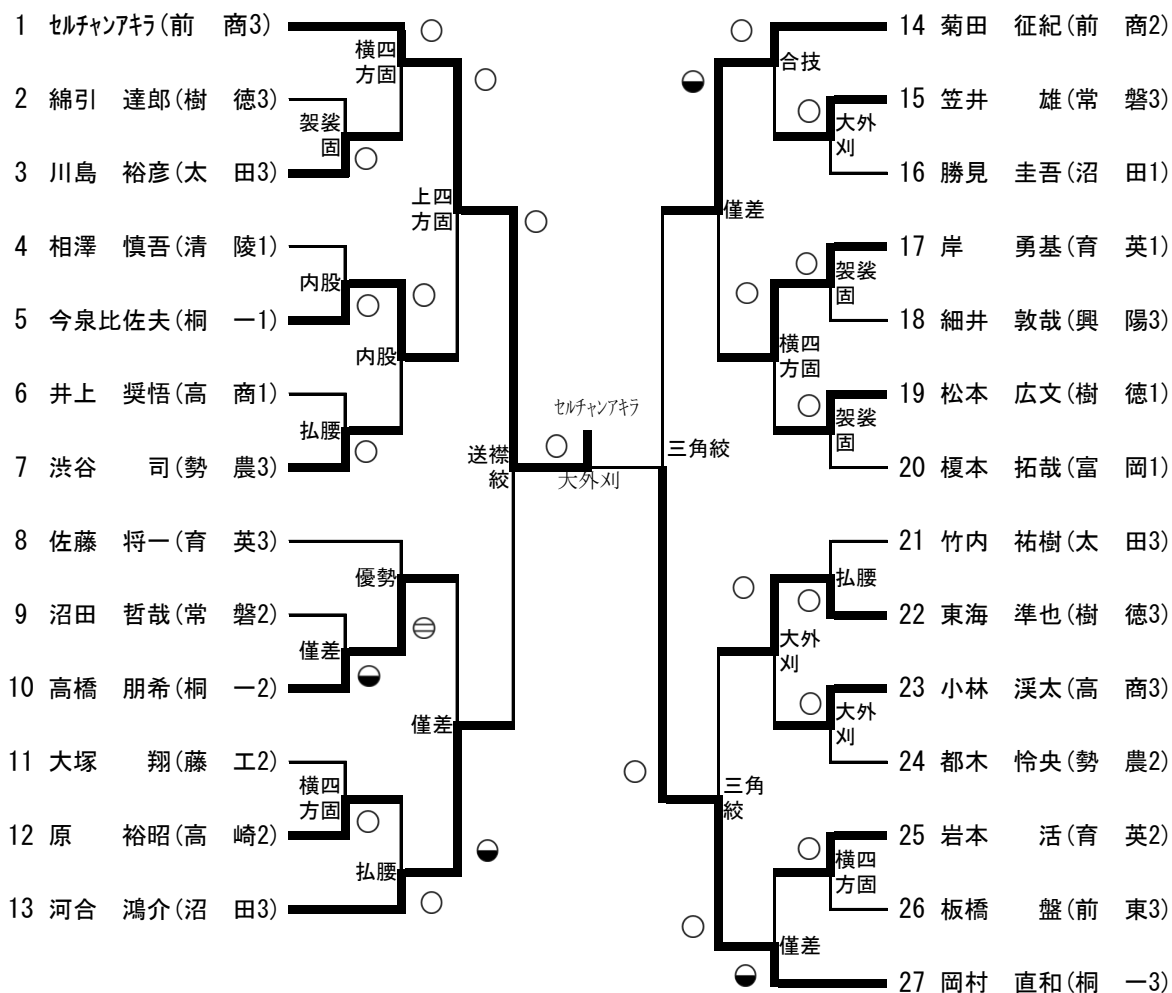 1 セルチャンアキラ(前　商3)
横四
方固
2 綿引　達郎(樹　徳3)
袈裟
固
3 川島　裕彦(太　田3)
上四
方固
4 相澤　慎吾(清　陵1)
内股
5 今泉比佐夫(桐　一1)
内股
6 井上　奨悟(高　商1)
払腰
7 渋谷　　司(勢　農3)
送襟
絞
8 佐藤　将一(育　英3)
優勢
9 沼田　哲哉(常　磐2)
僅差
10 高橋　朋希(桐　一2)
僅差
11 大塚　　翔(藤　工2)
横四
方固
12 原　　裕昭(高　崎2)
払腰
13 河合　鴻介(沼　田3)
セルチャンアキラ
大外刈
14 菊田　征紀(前　商2)
合技
15 笠井　　雄(常　磐3)
大外
刈
16 勝見　圭吾(沼　田1)
僅差
17 岸　　勇基(育　英1)
袈裟
固
18 細井　敦哉(興　陽3)
横四
方固
19 松本　広文(樹　徳1)
袈裟
固
20 榎本　拓哉(富　岡1)
三角絞
21 竹内　祐樹(太　田3)
払腰
22 東海　準也(樹　徳3)
大外
刈
23 小林　渓太(高　商3)
大外
刈
24 都木　怜央(勢　農2)
三角
絞
25 岩本　　活(育　英2)
横四
方固
26 板橋　　盤(前　東3)
僅差
27 岡村　直和(桐　一3)